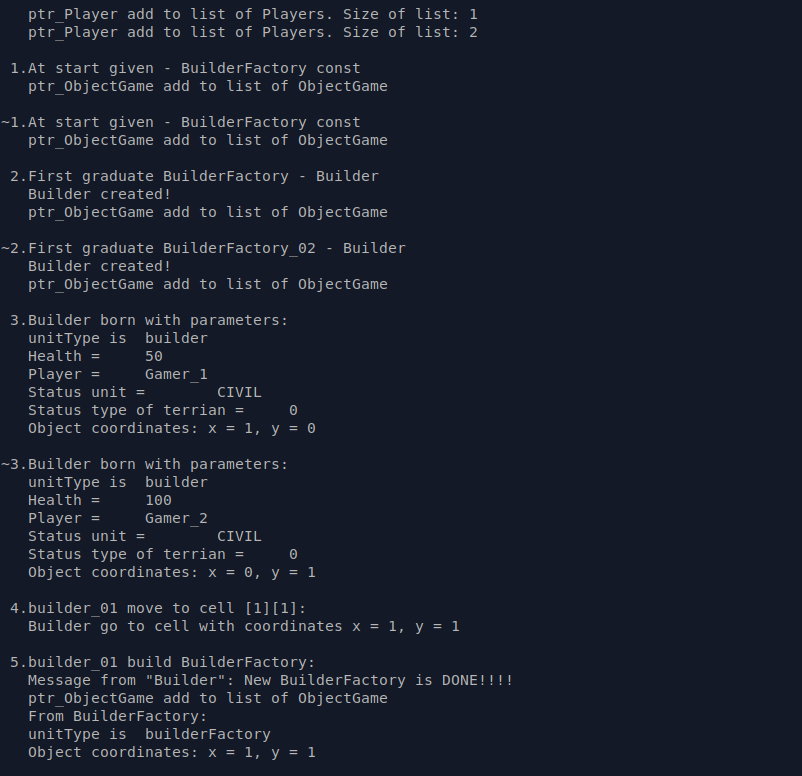 ptr_Player add to list of Players. Size of list: 1
ptr_Player add to list of Players. Size of list: 2
1.At start given - BuilderFactory const
ptr_ObjectGame add to list of ObjectGame
~1.At start given - BuilderFactory const
ptr_ObjectGame add to list of ObjectGame
2.First graduate BuilderFactory - Builder
Builder created!
ptr_ObjectGame add to list of ObjectGame
~2.First graduate BuilderFactory_02 - Builder
Builder created!
ptr_ObjectGame add to list of ObjectGame
3.Builder born with parameters:
unitType is  builder
Health =     50
Player =     Gamer_1
Status unit =        CIVIL
Status type of terrian =     0
Object coordinates: x = 1, y = 0
~3.Builder born with parameters:
unitType is  builder
Health =     100
Player =     Gamer_2
Status unit =        CIVIL
Status type of terrian =     0
Object coordinates: x = 0, y = 1
4.builder_01 move to cell [1][1]:
Builder go to cell with coordinates x = 1, y = 1
5.builder_01 build BuilderFactory:
Message from "Builder": New BuilderFactory is DONE!!!!
ptr_ObjectGame add to list of ObjectGame
From BuilderFactory:
unitType is  builderFactory
Object coordinates: x = 1, y = 1